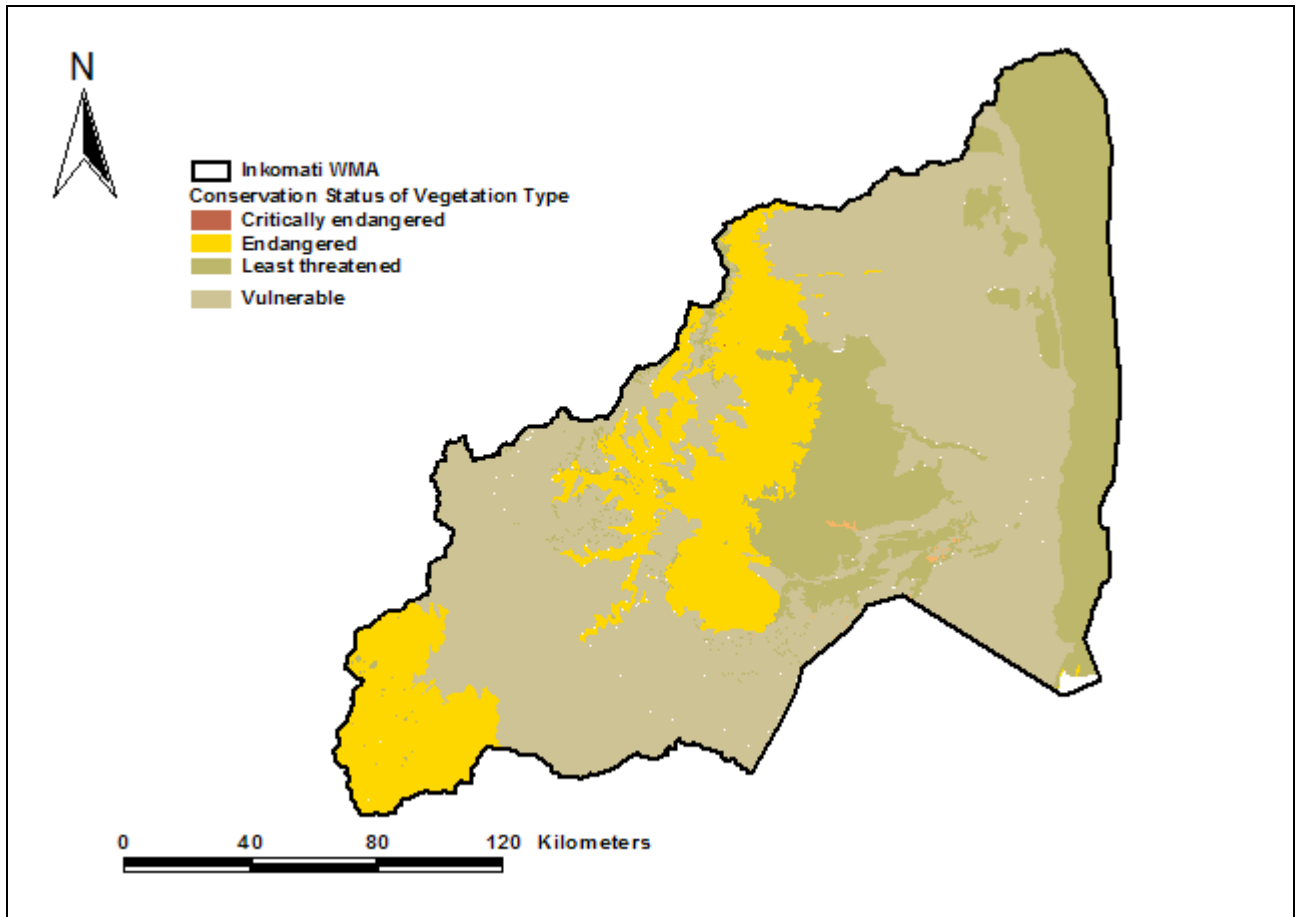 N
Inkomati WMA
Conservation Status of Vegetation Type
Critically endangered
Endangered
Least threatened
Vulnerable
0 40 80 120 Kilometers